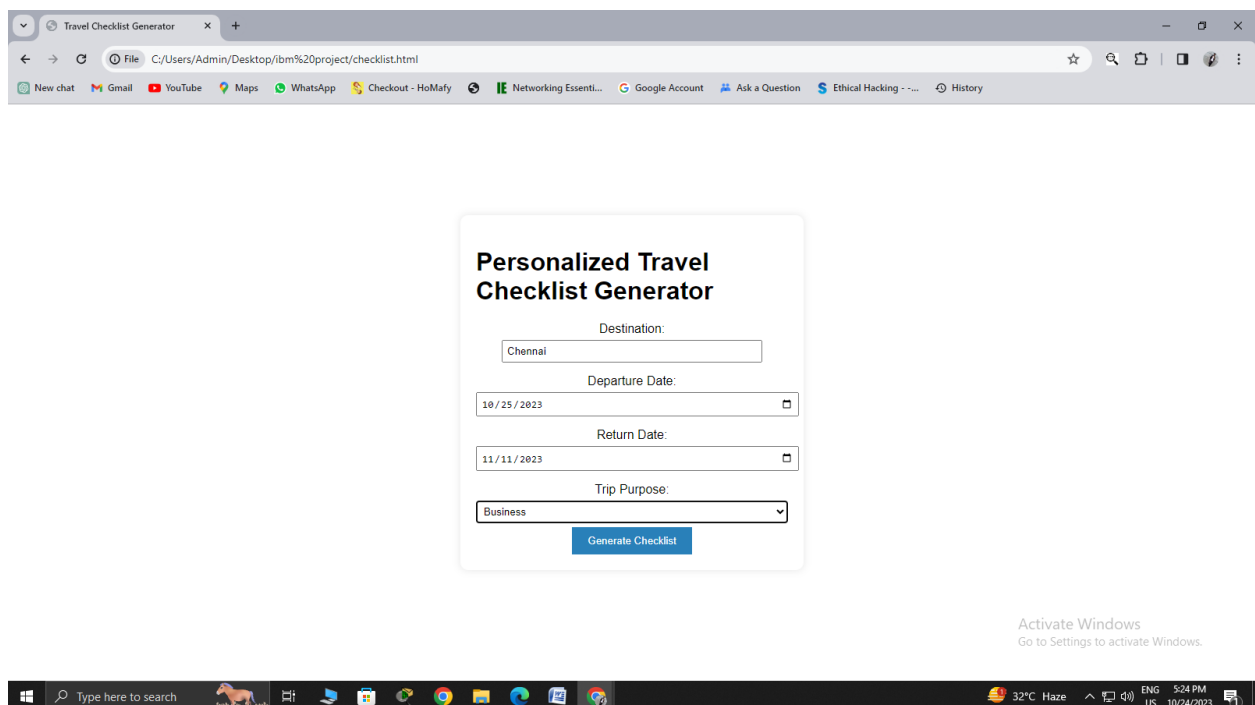 Travel Checklist Generator
File C:/Users/Admin/Desktop/ibm%20project/checklist.html
New chat Gmail YouTube Maps WhatsApp Checkout - HoMafy Networking Essenti... Google Account Ask a Question Ethical Hacking - -... History
Personalized Travel
Checklist Generator
Destination:
Chennai
Departure Date:
10/25/2023
Return Date:
11/11/2023
Trip Purpose:
Business
Generate Checklist
Activate Windows
Go to Settings to activate Windows.
Type here to search 32°C Haze ENG 5:24 PM
US 10/24/2023